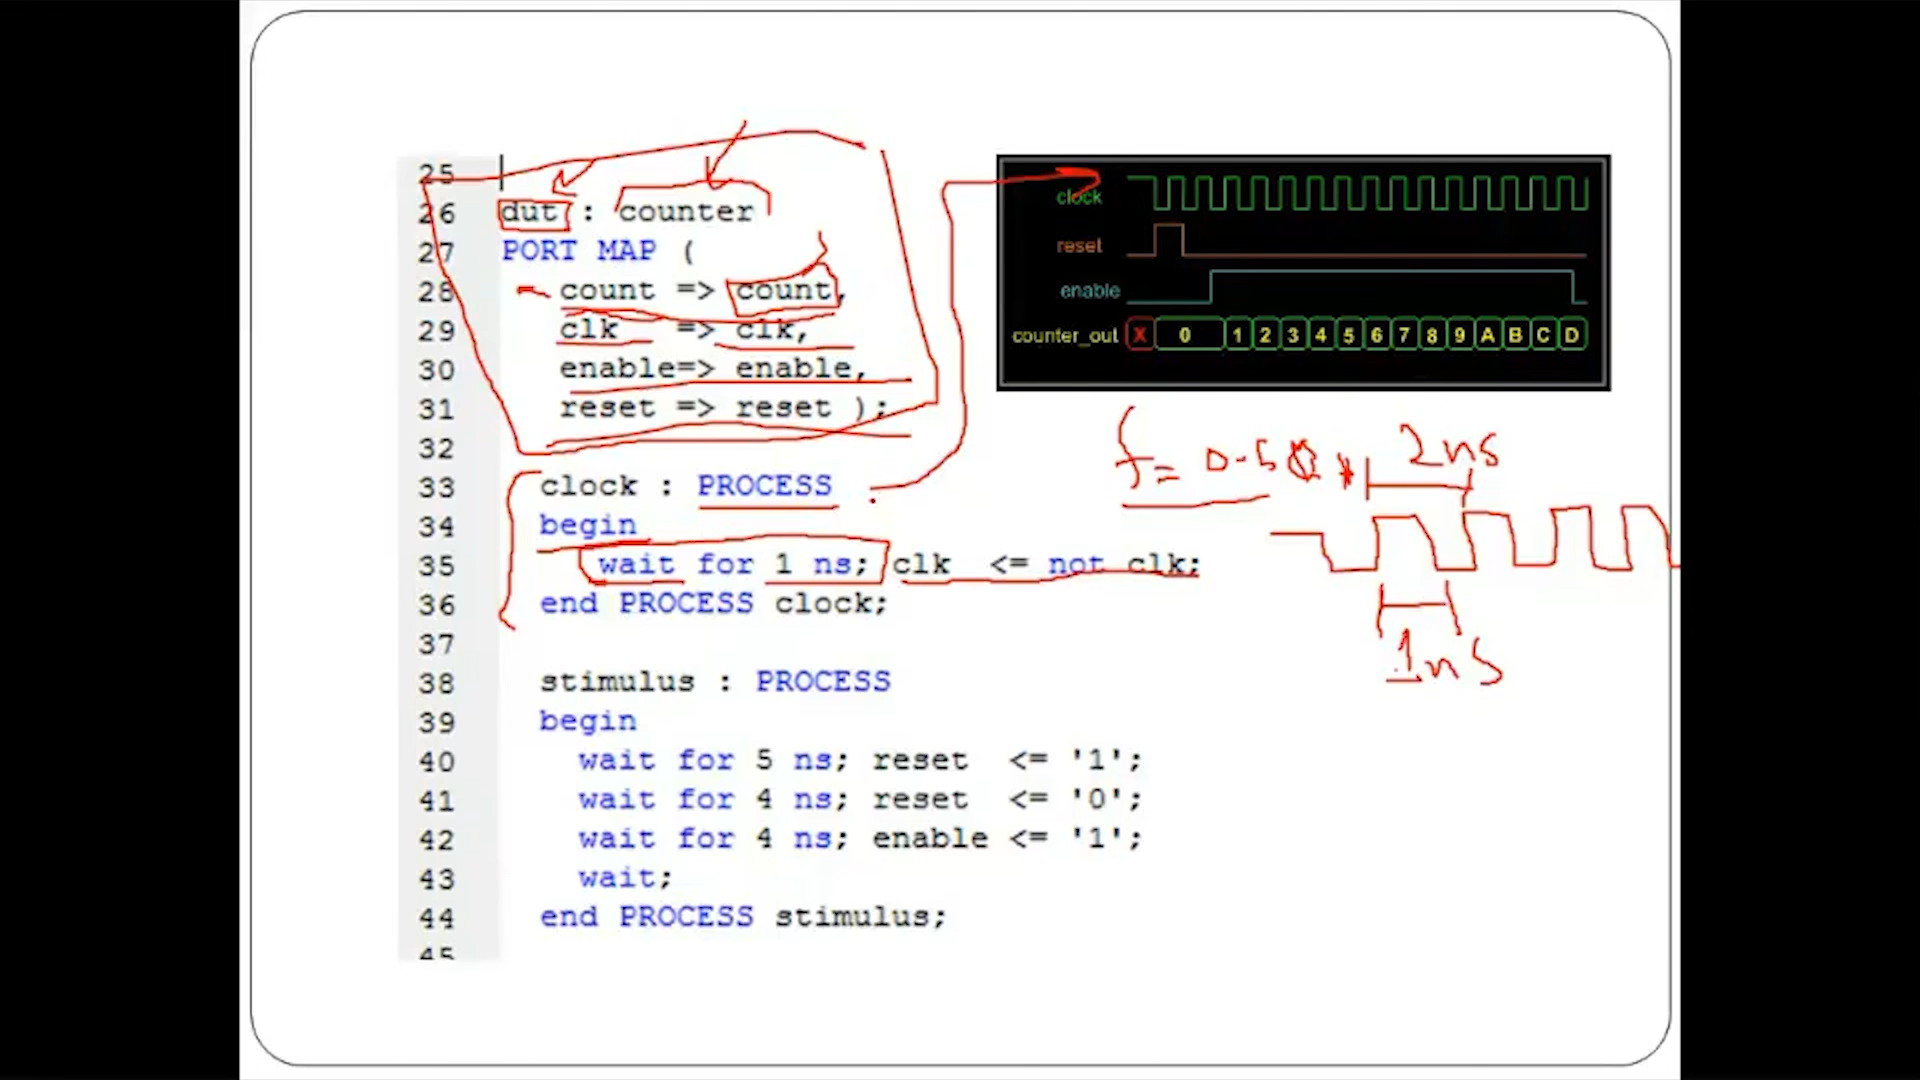 25
26 dut : counter
27 PORT MAP (
28 count => count,
29 clk => clk,
30 enable=> enable,
31 reset => reset );
32
33 clock : PROCESS
34 begin
35 wait for 1 ns; clk <= not clk;
36 end PROCESS clock;
37
38 stimulus : PROCESS
39 begin
40 wait for 5 ns; reset <= '1';
41 wait for 4 ns; reset <= '0';
42 wait for 4 ns; enable <= '1';
43 wait;
44 end PROCESS stimulus;
45
clock
reset
enable
counter_out X 0 1 2 3 4 5 6 7 8 9 A B C D
f = 0.5
2ns
1ns